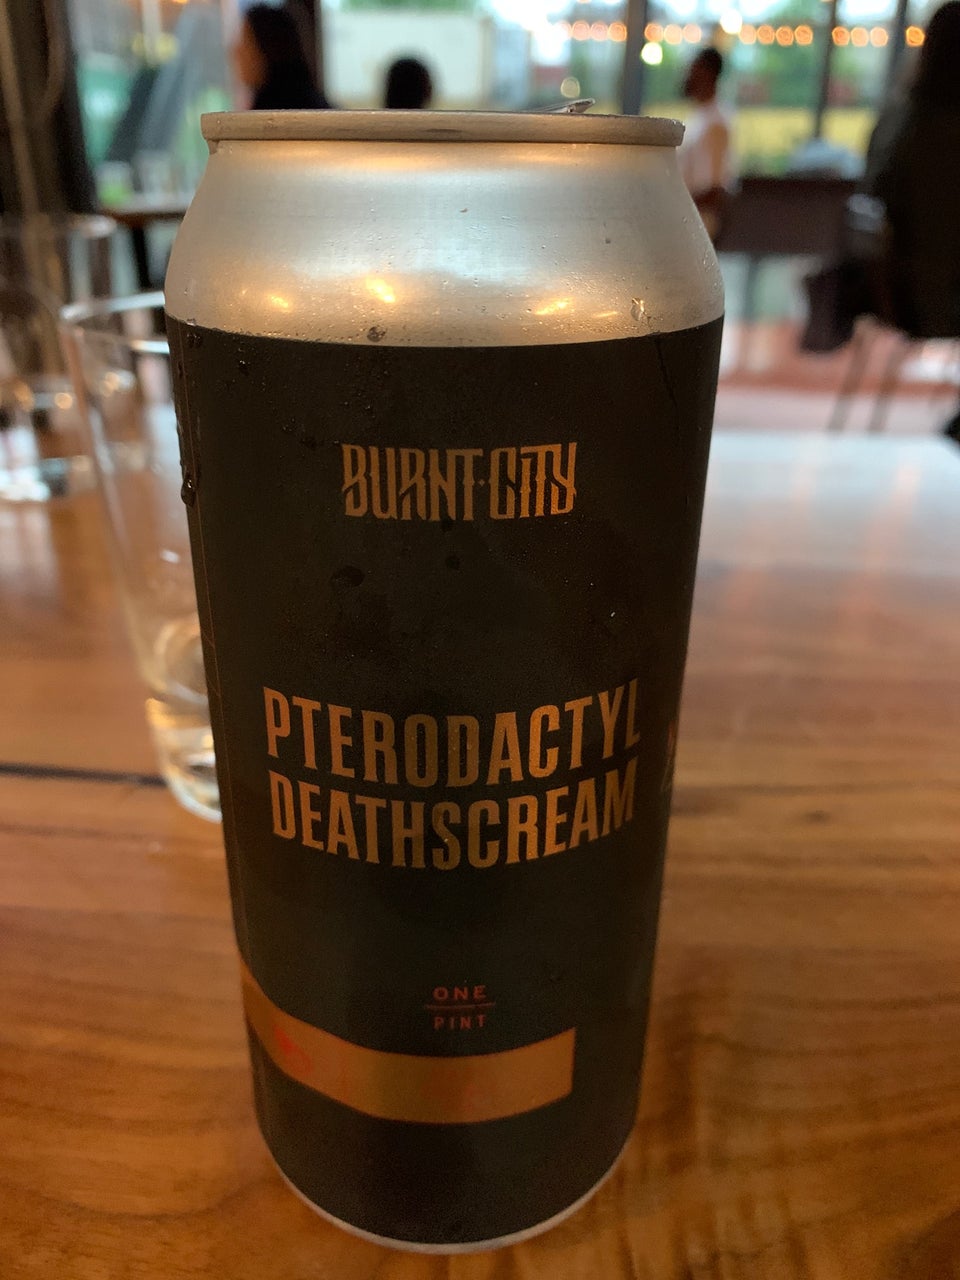 BURNT·CITY
PTERODACTYL
DEATHSCREAM
ONE
PINT